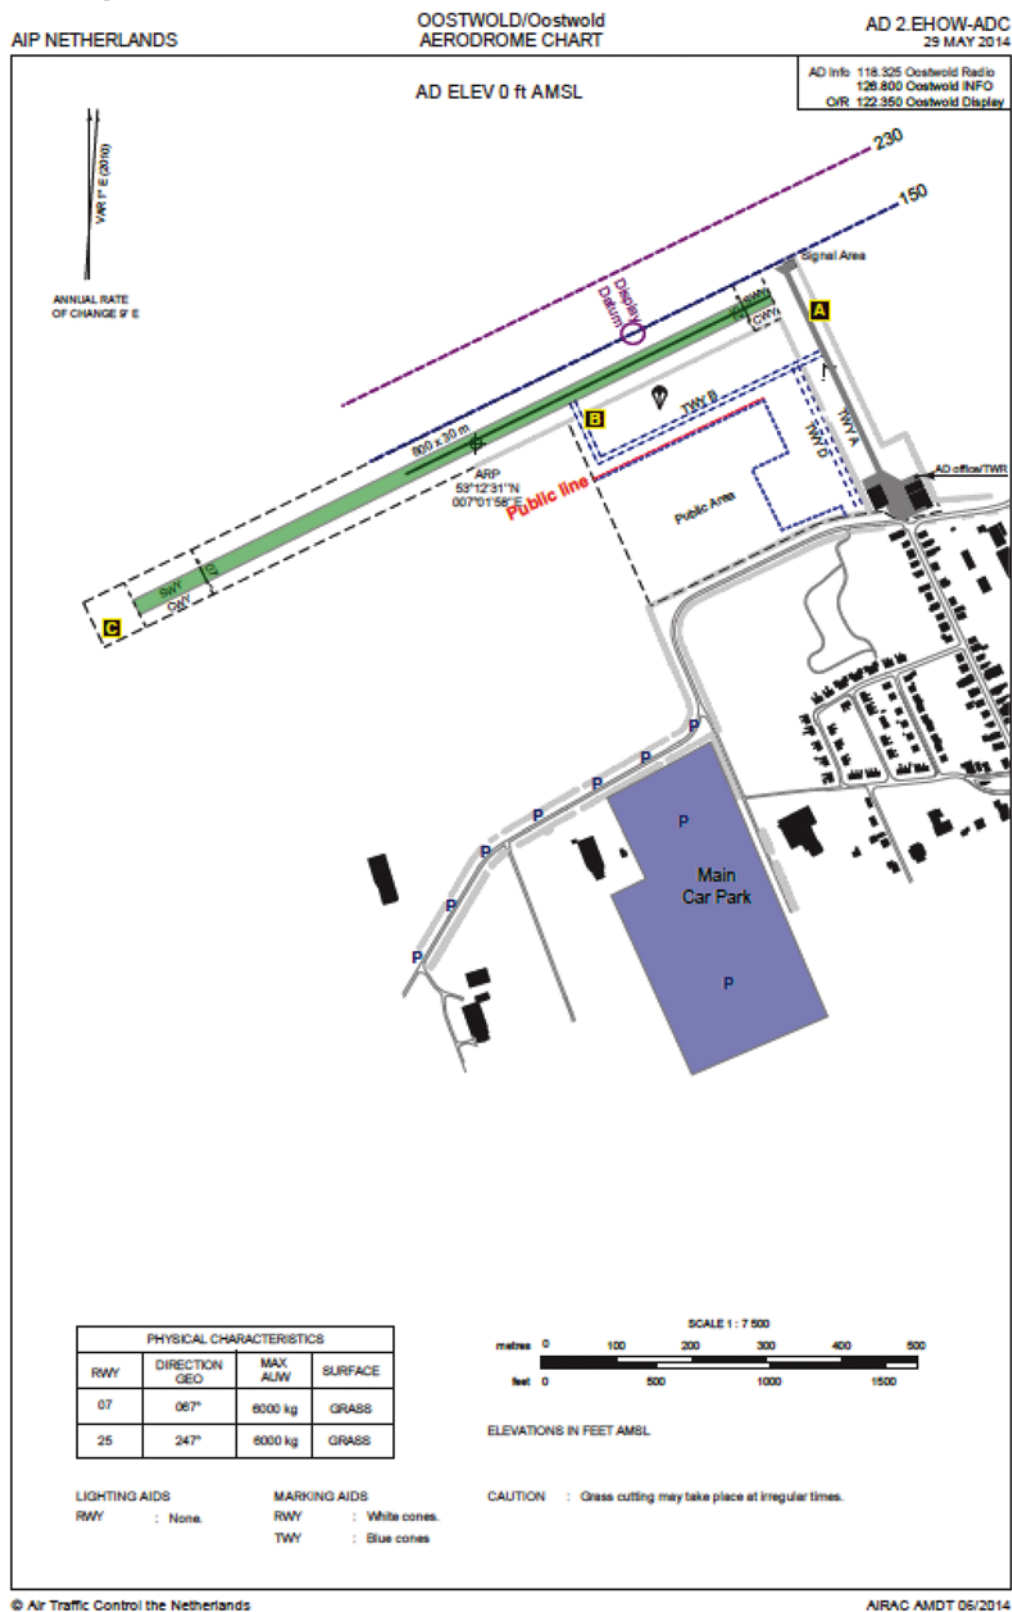 OOSTWOLD/Oostwold
AIP NETHERLANDS
AERODROME CHART
AD 2.EHOW-ADC
29 MAY 2014
AD ELEV 0 ft AMSL
AD Info 118.325 Oostwold Radio
126.800 Oostwold INFO
O/R 122.350 Oostwold Display
VAR 1° E (2010)
ANNUAL RATE
OF CHANGE 9' E
230
150
Signal Area
Display
Datum
SWY
25
CWY
A
B
TWY B
TWY A
TWY D
800 x 30 m
ARP
53°12'31''N
007°01'58''E
Public line
Public Area
AD office/TWR
07
SWY
CWY
C
P
P
P
P
P
P
P
P
Main
Car Park
P
PHYSICAL CHARACTERISTICS
RWY DIRECTION GEO MAX AUW SURFACE
07 067° 6000 kg GRASS
25 247° 6000 kg GRASS
SCALE 1 : 7 500
metres 0 100 200 300 400 500
feet 0 500 1000 1500
ELEVATIONS IN FEET AMSL
LIGHTING AIDS
RWY : None.
MARKING AIDS
RWY : White cones.
TWY : Blue cones
CAUTION : Grass cutting may take place at irregular times.
© Air Traffic Control the Netherlands
AIRAC AMDT 06/2014